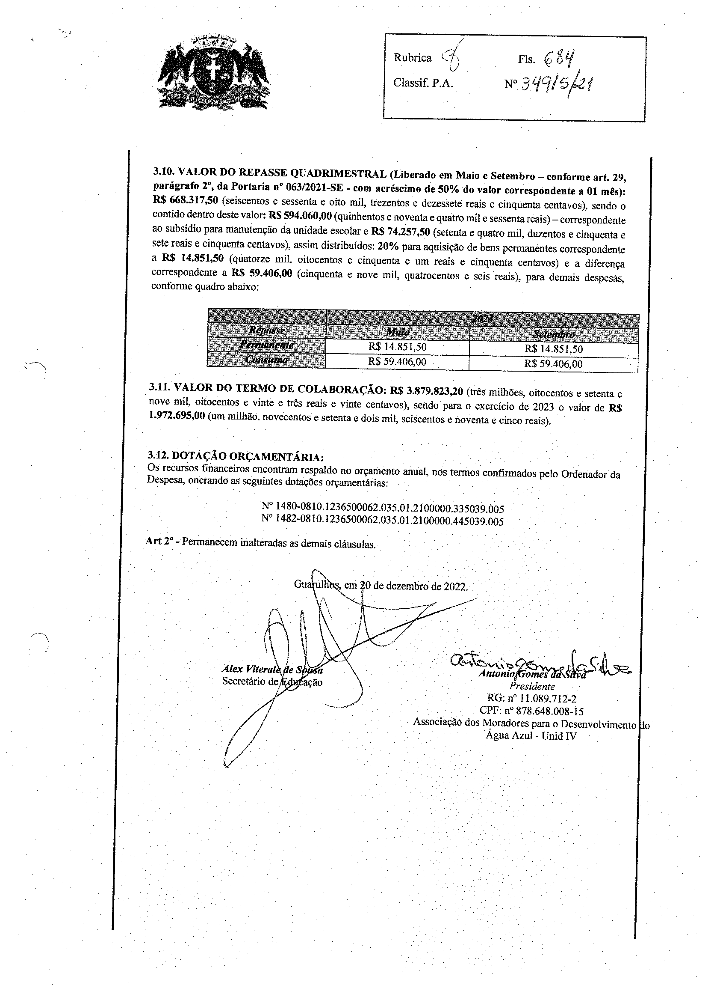 Rubrica Fls. 684
Classif. P.A. Nº 34915/21
3.10. VALOR DO REPASSE QUADRIMESTRAL (Liberado em Maio e Setembro – conforme art. 29,
parágrafo 2º, da Portaria nº 063/2021-SE - com acréscimo de 50% do valor correspondente a 01 mês):
R$ 668.317,50 (seiscentos e sessenta e oito mil, trezentos e dezessete reais e cinquenta centavos), sendo o
contido dentro deste valor: R$ 594.060,00 (quinhentos e noventa e quatro mil e sessenta reais) – correspondente
ao subsídio para manutenção da unidade escolar e R$ 74.257,50 (setenta e quatro mil, duzentos e cinquenta e
sete reais e cinquenta centavos), assim distribuídos: 20% para aquisição de bens permanentes correspondente
a R$ 14.851,50 (quatorze mil, oitocentos e cinquenta e um reais e cinquenta centavos) e a diferença
correspondente a R$ 59.406,00 (cinquenta e nove mil, quatrocentos e seis reais), para demais despesas,
conforme quadro abaixo:
2023
Repasse Maio Setembro
Permanente R$ 14.851,50 R$ 14.851,50
Consumo R$ 59.406,00 R$ 59.406,00
3.11. VALOR DO TERMO DE COLABORAÇÃO: R$ 3.879.823,20 (três milhões, oitocentos e setenta e
nove mil, oitocentos e vinte e três reais e vinte centavos), sendo para o exercício de 2023 o valor de R$
1.972.695,00 (um milhão, novecentos e setenta e dois mil, seiscentos e noventa e cinco reais).
3.12. DOTAÇÃO ORÇAMENTÁRIA:
Os recursos financeiros encontram respaldo no orçamento anual, nos termos confirmados pelo Ordenador da
Despesa, onerando as seguintes dotações orçamentárias:
Nº 1480-0810.1236500062.035.01.2100000.335039.005
Nº 1482-0810.1236500062.035.01.2100000.445039.005
Art 2º - Permanecem inalteradas as demais cláusulas.
Guarulhos, em 20 de dezembro de 2022.
Antonio Gomes da Silva
Alex Viterale de Sousa
Secretário de Educação
Antonio Gomes da Silva
Presidente
RG: nº 11.089.712-2
CPF: nº 878.648.008-15
Associação dos Moradores para o Desenvolvimento do
Água Azul - Unid IV